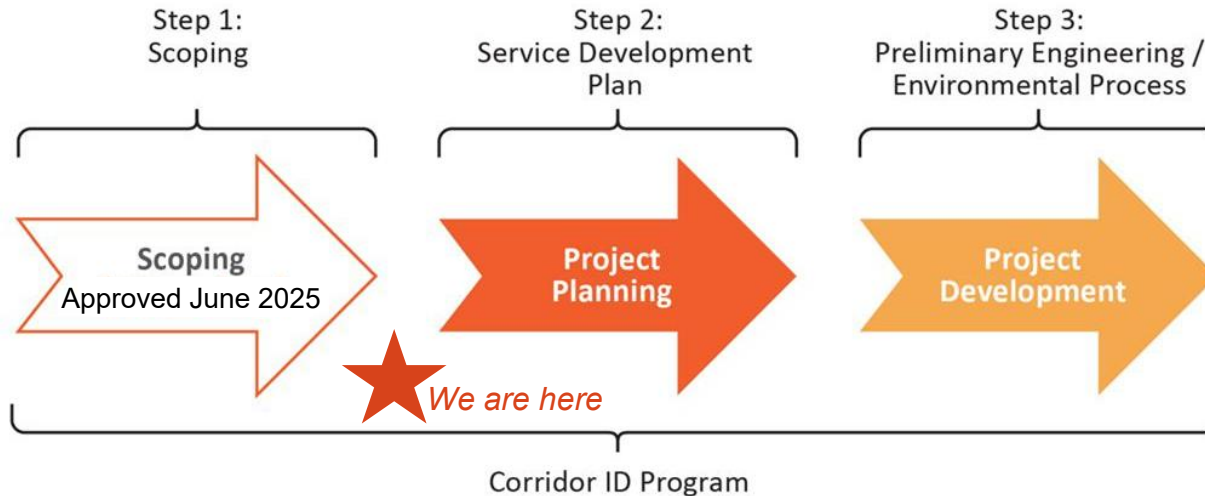 Step 1:
Scoping
Step 2:
Service Development
Plan
Step 3:
Preliminary Engineering /
Environmental Process
Scoping
Approved June 2025
Project
Planning
Project
Development
We are here
Corridor ID Program